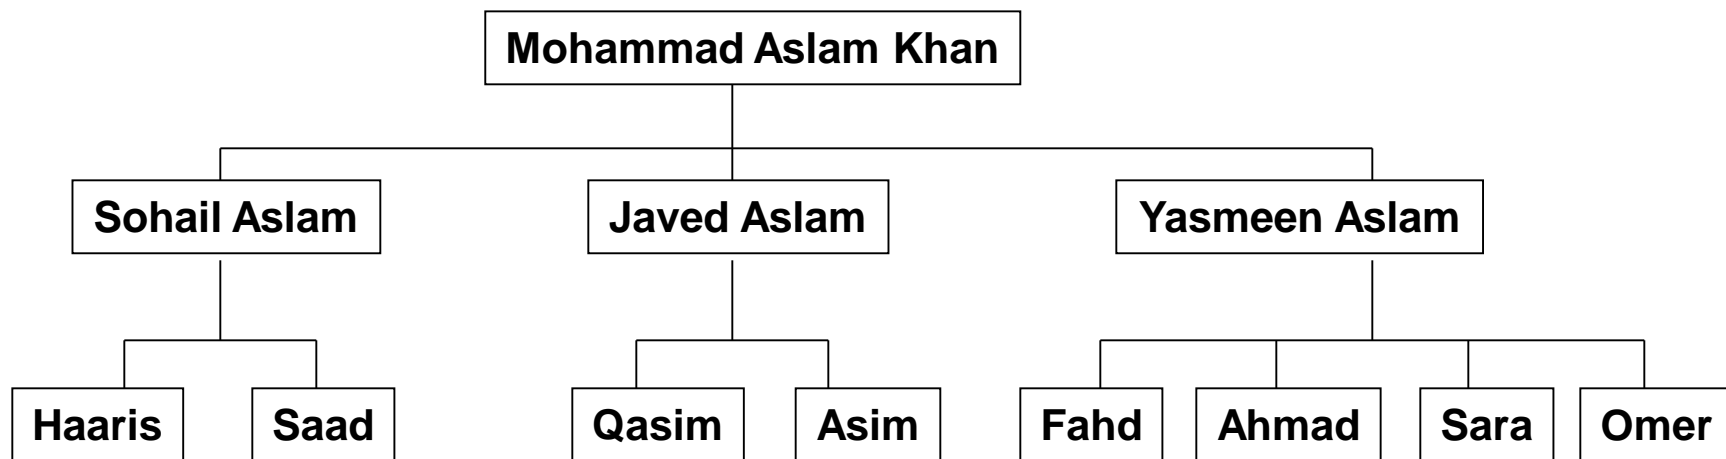 Mohammad Aslam Khan
Sohail Aslam
Javed Aslam
Yasmeen Aslam
Haaris
Saad
Qasim
Asim
Fahd
Ahmad
Sara
Omer